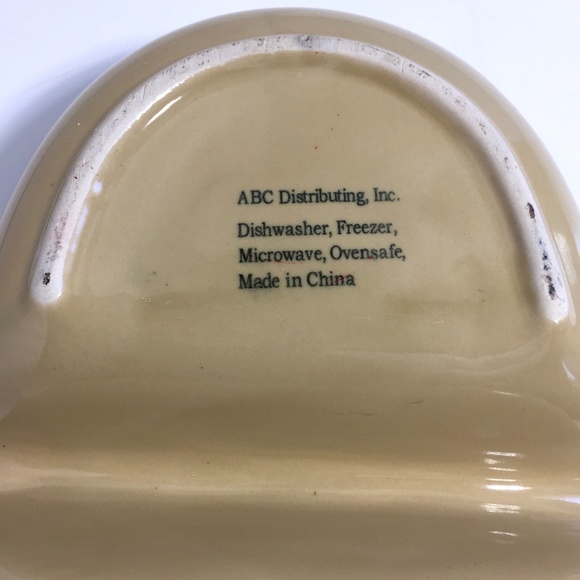 ABC Distributing, Inc.
Dishwasher, Freezer,
Microwave, Ovensafe,
Made in China